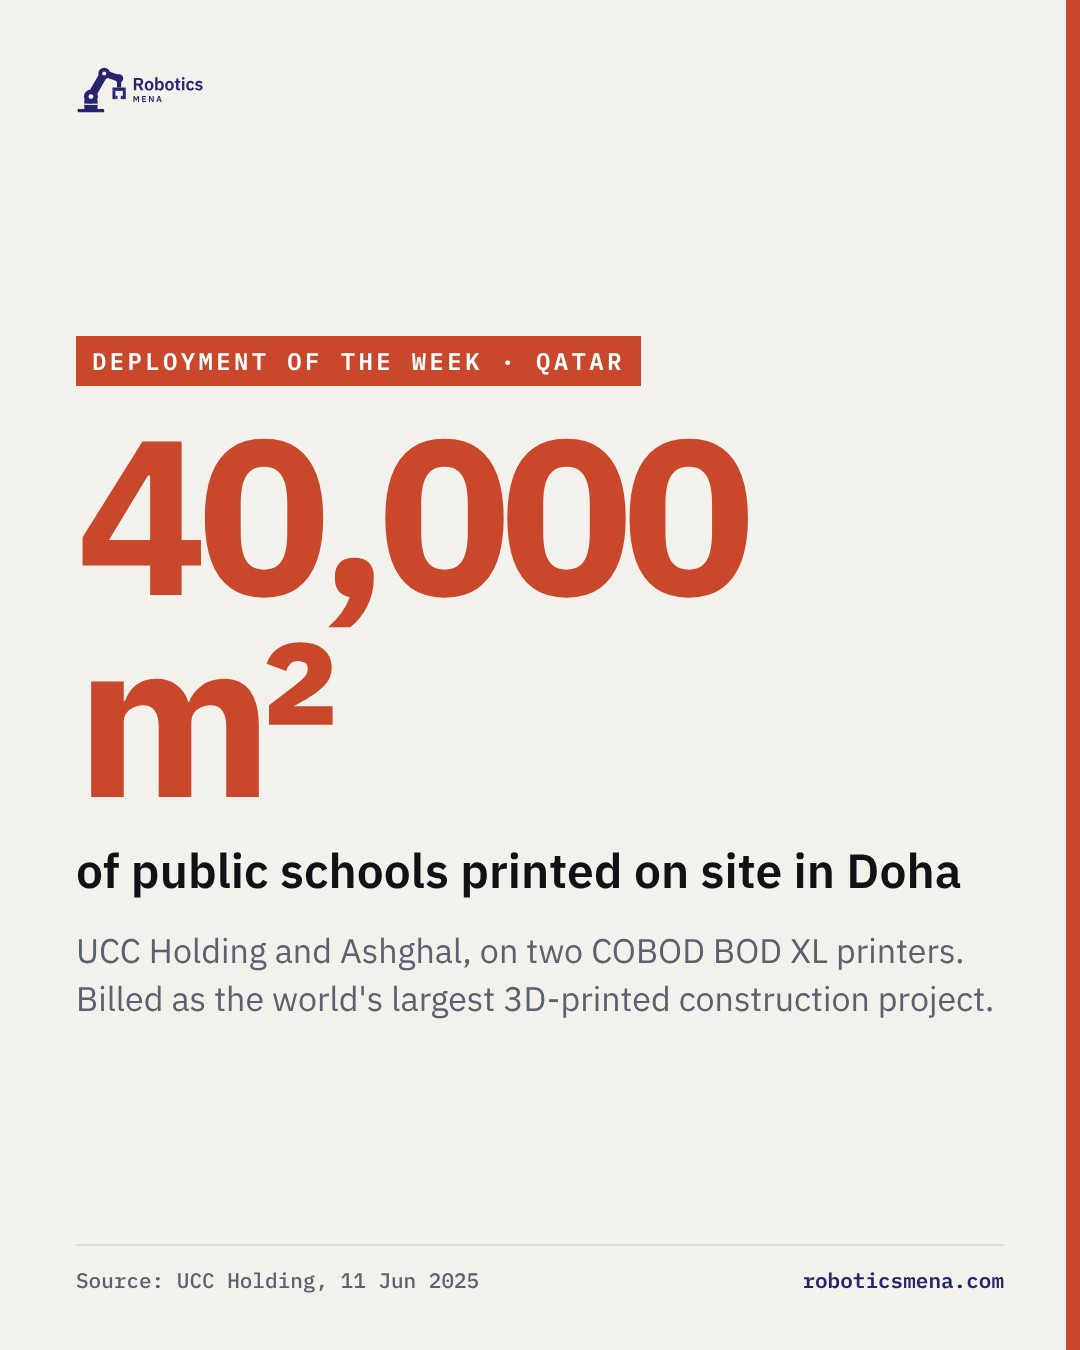 Robotics
MENA
DEPLOYMENT OF THE WEEK · QATAR
40,000
m²
of public schools printed on site in Doha
UCC Holding and Ashghal, on two COBOD BOD XL printers.
Billed as the world's largest 3D-printed construction project.
Source: UCC Holding, 11 Jun 2025
roboticsmena.com